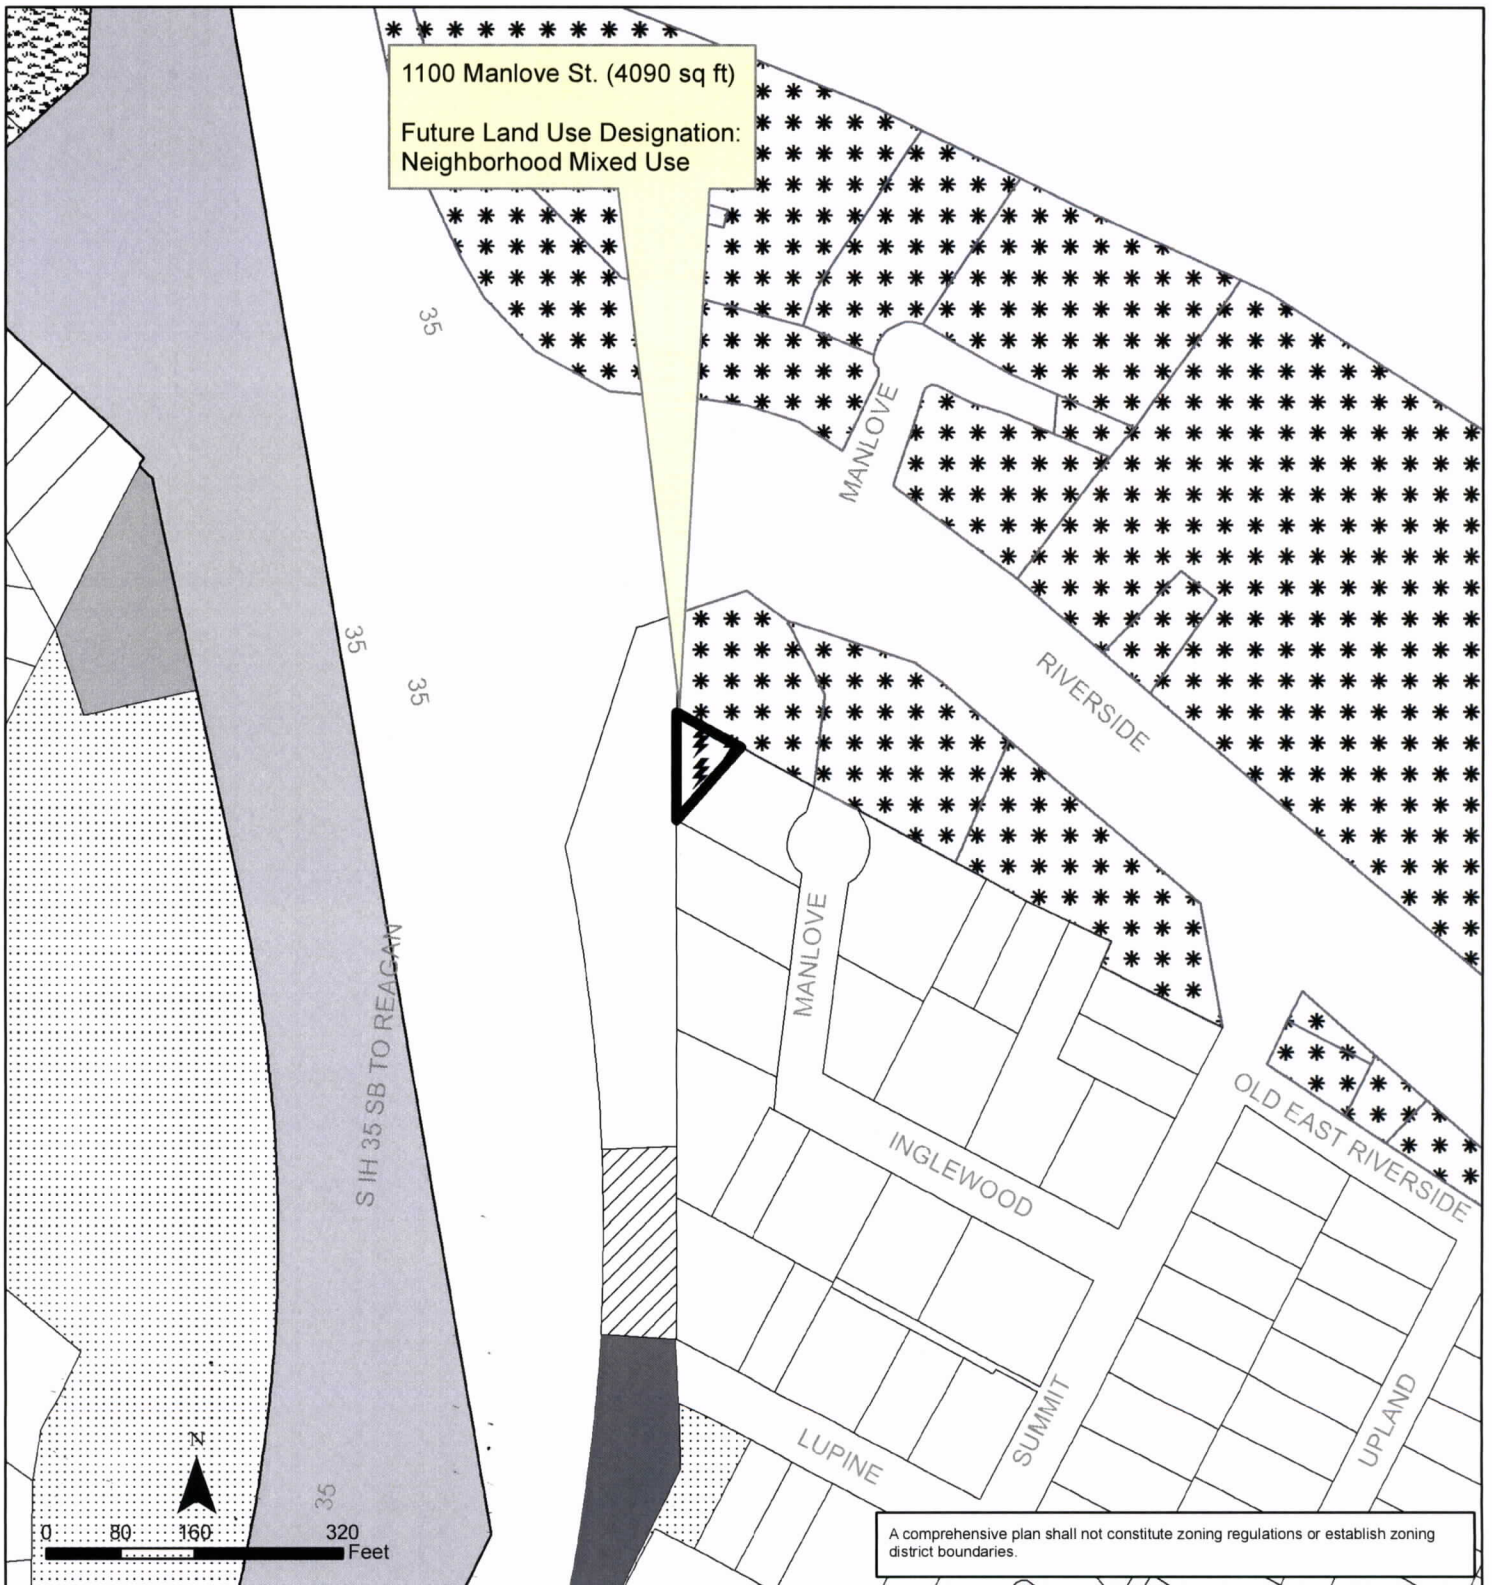 1100 Manlove St. (4090 sq ft)
Future Land Use Designation:
Neighborhood Mixed Use
35
MANLOVE
35
RIVERSIDE
35
MANLOVE
S IH 35 SB TO REAGAN
OLD EAST RIVERSIDE
INGLEWOOD
SUMMIT
UPLAND
LUPINE
N
35
0 80 160 320
Feet
A comprehensive plan shall not constitute zoning regulations or establish zoning
district boundaries.